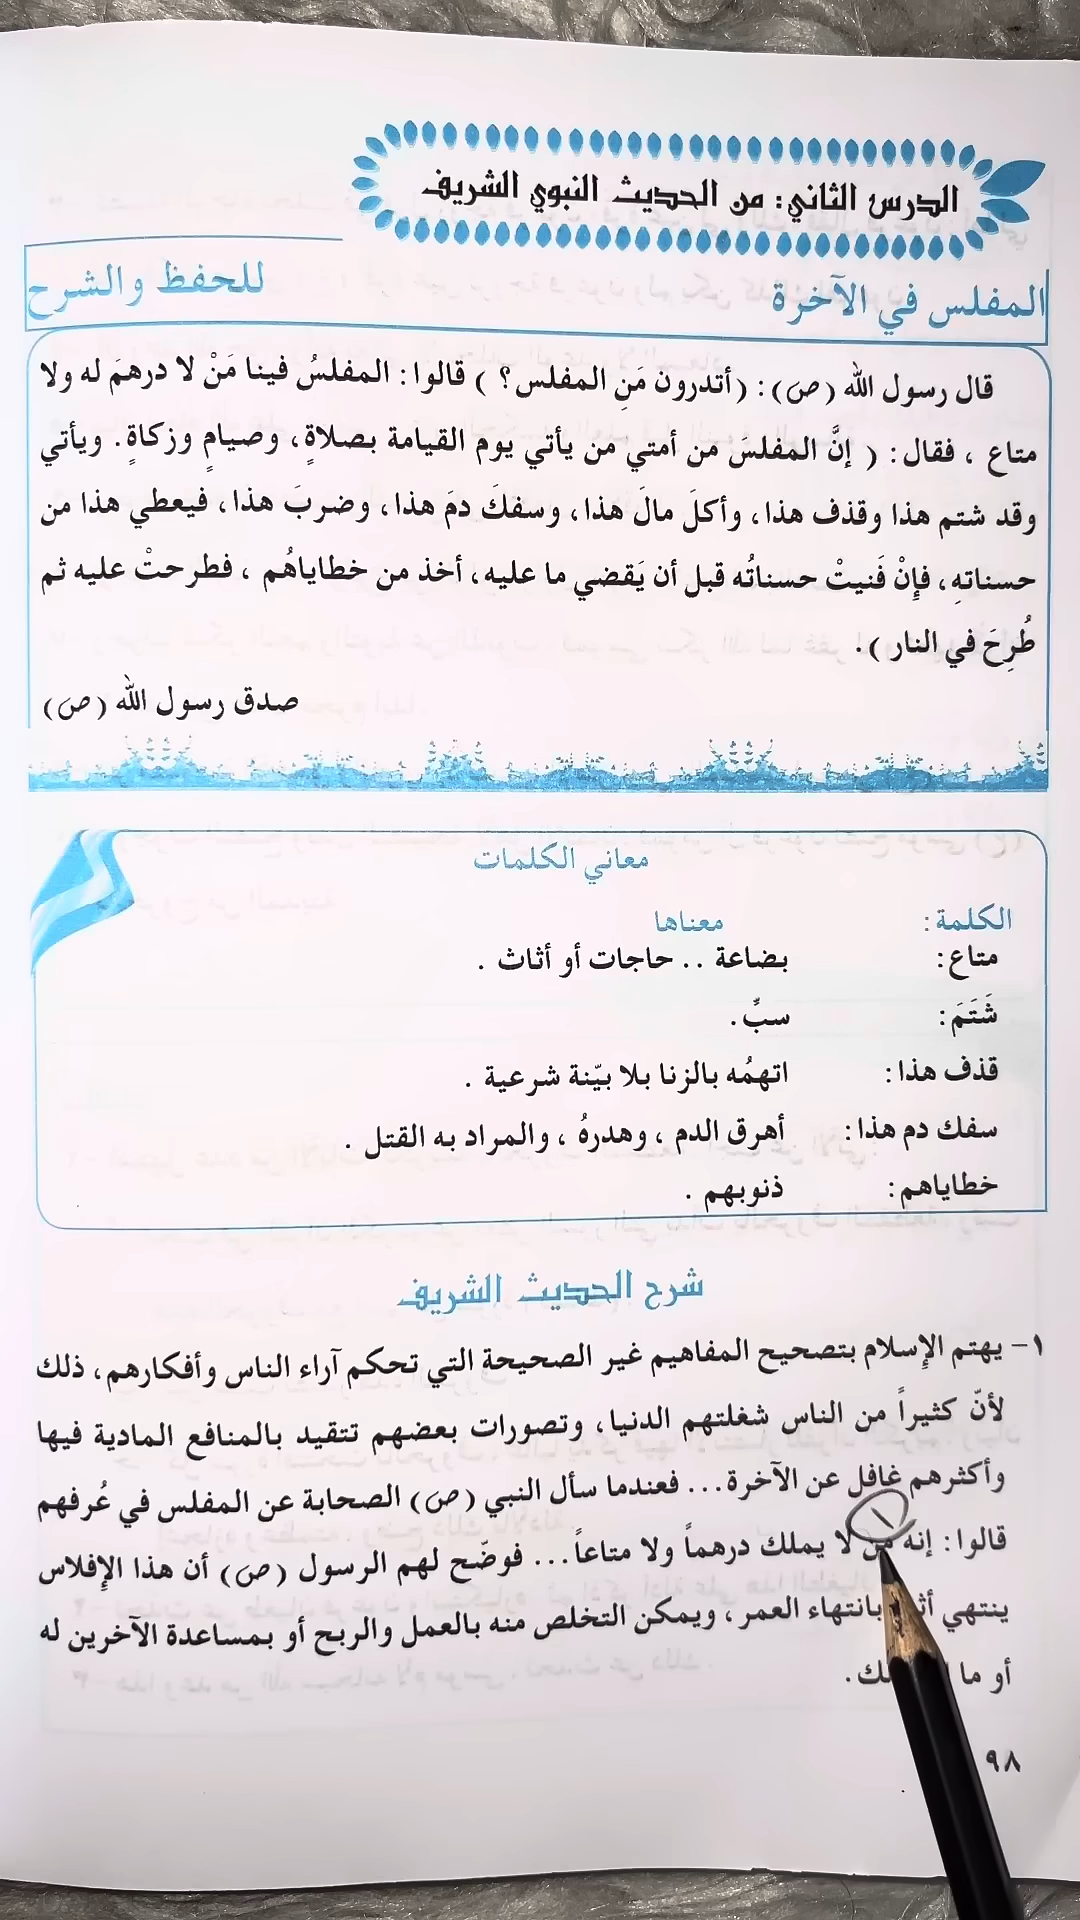 الدرس الثاني: من الحديث النبوي الشريف
المفلس في الآخرة للحفظ والشرح
قال رسول الله (ص): (أتدرون مَنِ المفلس؟ ) قالوا: المفلسُ فينا مَنْ لا درهمَ له ولا
متاع ، فقال: ( إنَّ المفلسَ من أمتي من يأتي يوم القيامة بصلاةٍ، وصيامٍ وزكاةٍ. ويأتي
وقد شتم هذا وقذف هذا، وأكلَ مالَ هذا، وسفكَ دمَ هذا، وضربَ هذا، فيعطي هذا من
حسناتهِ، فإِنْ فَنيتْ حسناتُه قبل أن يَقضي ما عليه، أخذ من خطاياهُم ، فطرحتْ عليه ثم
طُرِحَ في النار ).
صدق رسول الله (ص)
معاني الكلمات
الكلمة: معناها
متاع: بضاعة .. حاجات أو أثاث .
شَتَمَ: سبَّ.
قذف هذا: اتهمُه بالزنا بلا بيّنة شرعية .
سفك دم هذا: أهرق الدم ، وهدرهُ ، والمراد به القتل .
خطاياهم: ذنوبهم .
شرح الحديث الشريف
١- يهتم الإسلام بتصحيح المفاهيم غير الصحيحة التي تحكم آراء الناس وأفكارهم، ذلك
لأنّ كثيراً من الناس شغلتهم الدنيا، وتصورات بعضهم تتقيد بالمنافع المادية فيها
وأكثرهم غافل عن الآخرة... فعندما سأل النبي (ص) الصحابة عن المفلس في عُرفهم
١
قالوا: إنه من لا يملك درهماً ولا متاعاً... فوضّح لهم الرسول (ص) أن هذا الإفلاس
ينتهي بانتهاء العمر، ويمكن التخلص منه بالعمل والربح أو بمساعدة الآخرين له
أو ما
٩٨